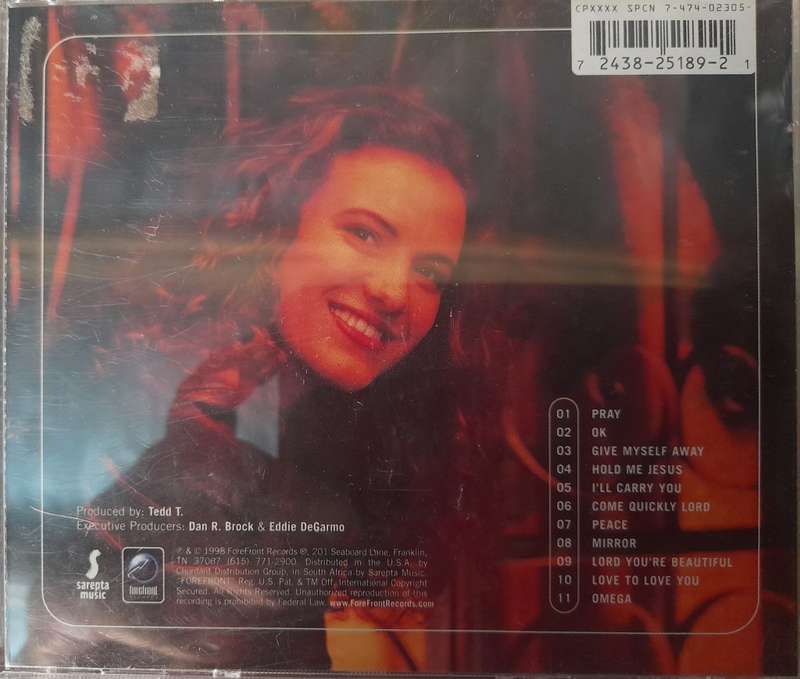 CPXXXX SPCN 7-474-02305-
7 2438-25189-2 1
01 PRAY
02 OK
03 GIVE MYSELF AWAY
04 HOLD ME JESUS
05 I'LL CARRY YOU
06 COME QUICKLY LORD
07 PEACE
08 MIRROR
09 LORD YOU'RE BEAUTIFUL
10 LOVE TO LOVE YOU
11 OMEGA
Produced by: Tedd T.
Executive Producers: Dan R. Brock & Eddie DeGarmo
sarepta
music
forefront
℗ & © 1998 ForeFront Records ®, 201 Seaboard Lane, Franklin,
TN 37067 (615) 771-2900. Distributed in the U.S.A. by
Chordant Distribution Group, in South Africa by Sarepta Music.
"FOREFRONT" Reg. U.S. Pat. & TM Off. International Copyright
Secured. All Rights Reserved. Unauthorized reproduction of this
recording is prohibited by Federal Law. www.ForeFrontRecords.com